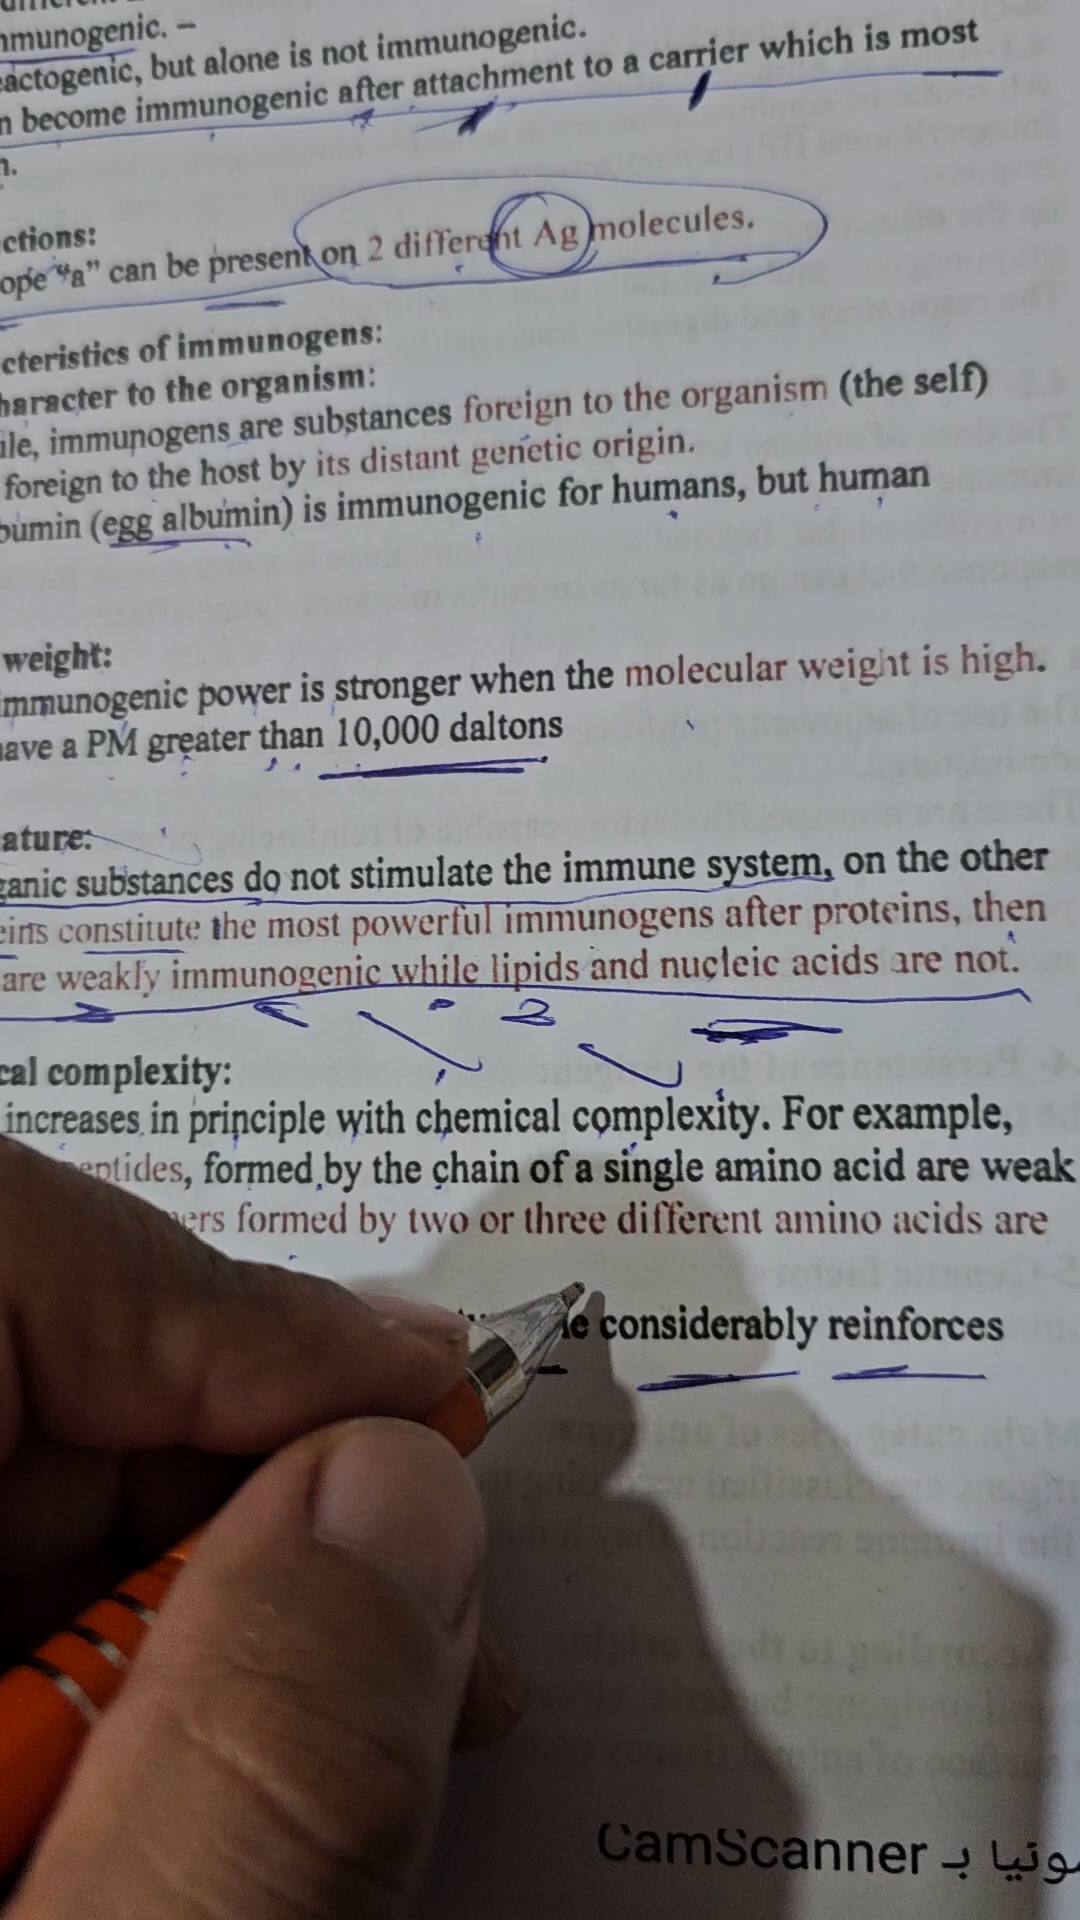 mmunogenic. –
eactogenic, but alone is not immunogenic.
n become immunogenic after attachment to a carrier which is most
n.
ctions:
ope "a" can be present on 2 different Ag molecules.
cteristics of immunogens:
haracter to the organism:
ule, immunogens are substances foreign to the organism (the self)
foreign to the host by its distant genetic origin.
bumin (egg albumin) is immunogenic for humans, but human
weight:
mmunogenic power is stronger when the molecular weight is high.
have a PM greater than 10,000 daltons
ature:
ganic substances do not stimulate the immune system, on the other
eins constitute the most powerful immunogens after proteins, then
are weakly immunogenic while lipids and nucleic acids are not.
2
cal complexity:
increases in principle with chemical complexity. For example,
eptides, formed by the chain of a single amino acid are weak
ers formed by two or three different amino acids are
considerably reinforces
CamScanner بـ